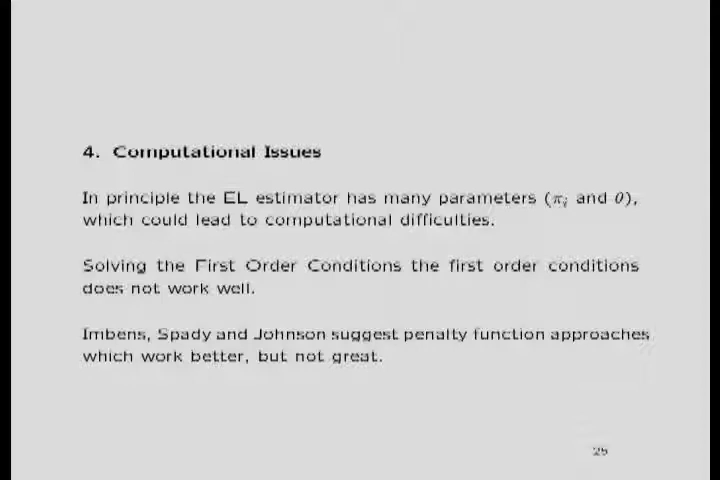 4. Computational Issues
In principle the EL estimator has many parameters (πᵢ and θ),
which could lead to computational difficulties.
Solving the First Order Conditions the first order conditions
does not work well.
Imbens, Spady and Johnson suggest penalty function approaches
which work better, but not great.
25